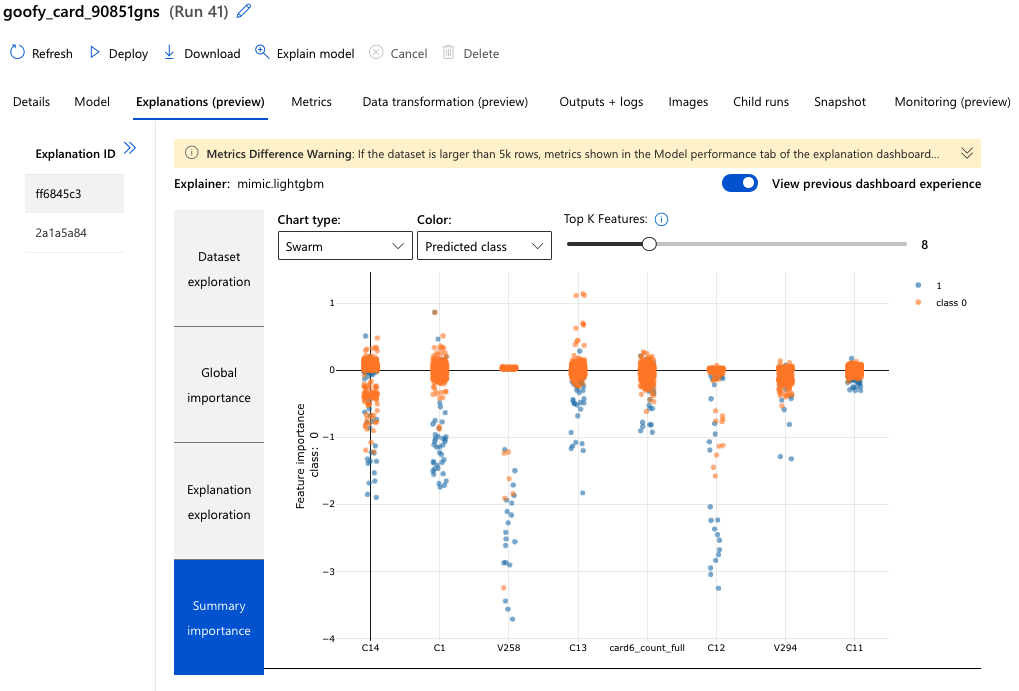 goofy_card_90851gns (Run 41)
Refresh Deploy Download Explain model Cancel Delete
Details Model Explanations (preview) Metrics Data transformation (preview) Outputs + logs Images Child runs Snapshot Monitoring (preview)
Explanation ID
ff6845c3
2a1a5a84
Metrics Difference Warning: If the dataset is larger than 5k rows, metrics shown in the Model performance tab of the explanation dashboard...
Explainer: mimic.lightgbm
View previous dashboard experience
Dataset
exploration
Global
importance
Explanation
exploration
Summary
importance
Chart type:
Swarm
Color:
Predicted class
Top K Features:
8
1
class 0
Feature importance
class: 0
1
0
−1
−2
−3
−4
C14 C1 V258 C13 card6_count_full C12 V294 C11